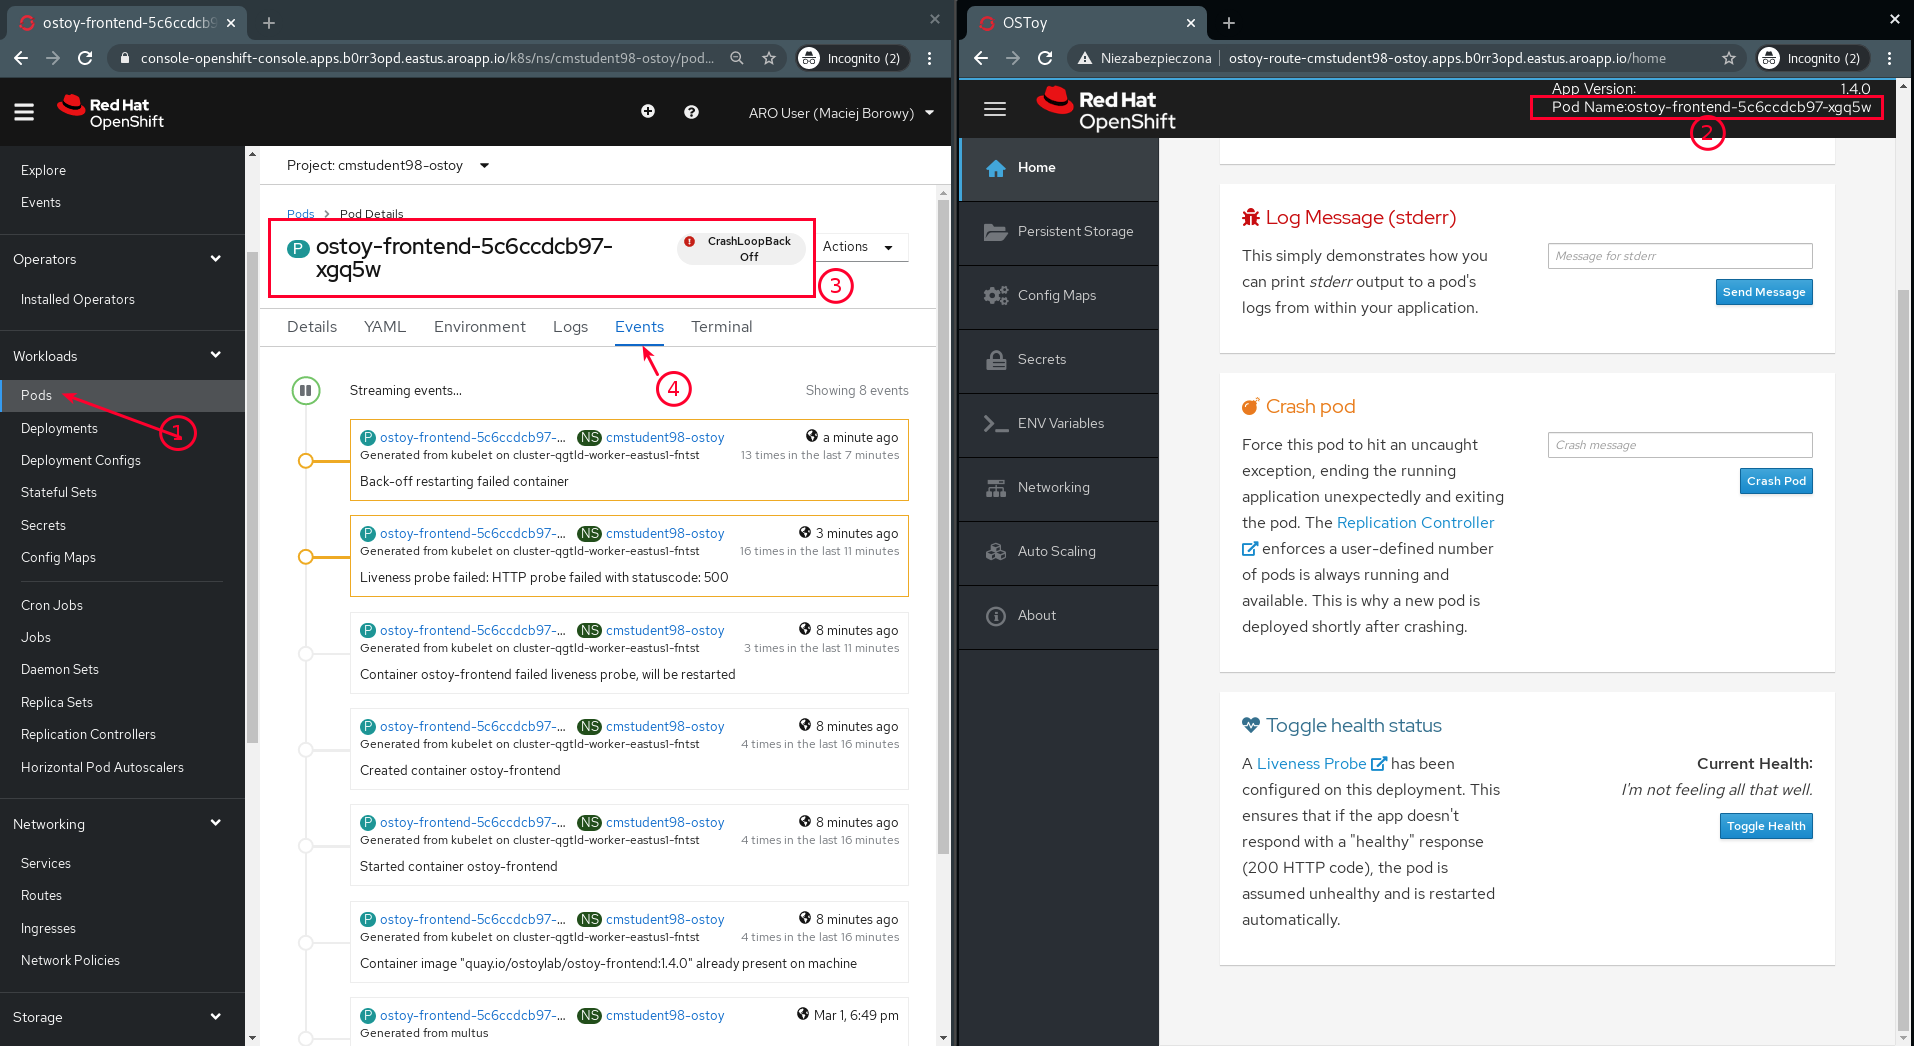 ostoy-frontend-5c6ccdcb9
console-openshift-console.apps.b0rr3opd.eastus.aroapp.io/k8s/ns/cmstudent98-ostoy/pod...
Incognito (2)
Red Hat
OpenShift
ARO User (Maciej Borowy)
Explore
Events
Operators
Installed Operators
Workloads
Pods
1
Deployments
Deployment Configs
Stateful Sets
Secrets
Config Maps
Cron Jobs
Jobs
Daemon Sets
Replica Sets
Replication Controllers
Horizontal Pod Autoscalers
Networking
Services
Routes
Ingresses
Network Policies
Storage
Project: cmstudent98-ostoy
Pods > Pod Details
P ostoy-frontend-5c6ccdcb97-
xgq5w
CrashLoopBack
Off
Actions
3
Details YAML Environment Logs Events Terminal
4
Streaming events...
Showing 8 events
P ostoy-frontend-5c6ccdcb97-... NS cmstudent98-ostoy a minute ago
Generated from kubelet on cluster-qgtld-worker-eastus1-fntst 13 times in the last 7 minutes
Back-off restarting failed container
P ostoy-frontend-5c6ccdcb97-... NS cmstudent98-ostoy 3 minutes ago
Generated from kubelet on cluster-qgtld-worker-eastus1-fntst 16 times in the last 11 minutes
Liveness probe failed: HTTP probe failed with statuscode: 500
P ostoy-frontend-5c6ccdcb97-... NS cmstudent98-ostoy 8 minutes ago
Generated from kubelet on cluster-qgtld-worker-eastus1-fntst 3 times in the last 11 minutes
Container ostoy-frontend failed liveness probe, will be restarted
P ostoy-frontend-5c6ccdcb97-... NS cmstudent98-ostoy 8 minutes ago
Generated from kubelet on cluster-qgtld-worker-eastus1-fntst 4 times in the last 16 minutes
Created container ostoy-frontend
P ostoy-frontend-5c6ccdcb97-... NS cmstudent98-ostoy 8 minutes ago
Generated from kubelet on cluster-qgtld-worker-eastus1-fntst 4 times in the last 16 minutes
Started container ostoy-frontend
P ostoy-frontend-5c6ccdcb97-... NS cmstudent98-ostoy 8 minutes ago
Generated from kubelet on cluster-qgtld-worker-eastus1-fntst 4 times in the last 16 minutes
Container image "quay.io/ostoylab/ostoy-frontend:1.4.0" already present on machine
P ostoy-frontend-5c6ccdcb97-... NS cmstudent98-ostoy Mar 1, 6:49 pm
Generated from multus
OSToy
Niezabezpieczona ostoy-route-cmstudent98-ostoy.apps.b0rr3opd.eastus.aroapp.io/home
Incognito (2)
Red Hat
OpenShift
App Version: 1.4.0
Pod Name:ostoy-frontend-5c6ccdcb97-xgq5w
2
Home
Persistent Storage
Config Maps
Secrets
ENV Variables
Networking
Auto Scaling
About
Log Message (stderr)
This simply demonstrates how you
can print stderr output to a pod's
logs from within your application.
Message for stderr
Send Message
Crash pod
Force this pod to hit an uncaught
exception, ending the running
application unexpectedly and exiting
the pod. The Replication Controller
enforces a user-defined number
of pods is always running and
available. This is why a new pod is
deployed shortly after crashing.
Crash message
Crash Pod
Toggle health status
A Liveness Probe has been
configured on this deployment. This
ensures that if the app doesn't
respond with a "healthy" response
(200 HTTP code), the pod is
assumed unhealthy and is restarted
automatically.
Current Health:
I'm not feeling all that well.
Toggle Health